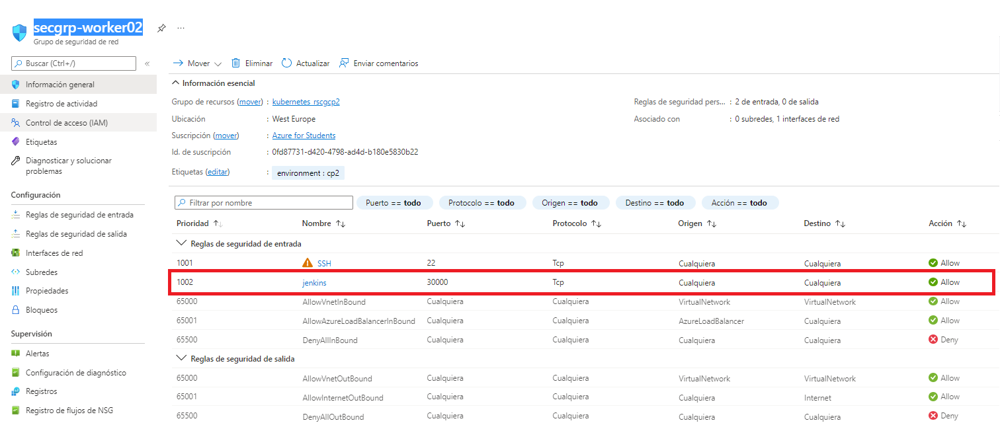 secgrp-worker02
Grupo de seguridad de red
Buscar (Ctrl+/)
«
Información general
Registro de actividad
Control de acceso (IAM)
Etiquetas
Diagnosticar y solucionar
problemas
Configuración
Reglas de seguridad de entrada
Reglas de seguridad de salida
Interfaces de red
Subredes
Propiedades
Bloqueos
Supervisión
Alertas
Configuración de diagnóstico
Registros
Registro de flujos de NSG
Mover Eliminar Actualizar Enviar comentarios
Información esencial
Grupo de recursos (mover) : kubernetes_rscgcp2
Reglas de seguridad pers... : 2 de entrada, 0 de salida
Ubicación : West Europe
Asociado con : 0 subredes, 1 interfaces de red
Suscripción (mover) : Azure for Students
Id. de suscripción : 0fd87731-d420-4798-ad4d-b180e5830b22
Etiquetas (editar) : environment : cp2
Filtrar por nombre Puerto == todo Protocolo == todo Origen == todo Destino == todo Acción == todo
Prioridad ↑↓ Nombre ↑↓ Puerto ↑↓ Protocolo ↑↓ Origen ↑↓ Destino ↑↓ Acción ↑↓
Reglas de seguridad de entrada
1001 SSH 22 Tcp Cualquiera Cualquiera Allow
1002 jenkins 30000 Tcp Cualquiera Cualquiera Allow
65000 AllowVnetInBound Cualquiera Cualquiera VirtualNetwork VirtualNetwork Allow
65001 AllowAzureLoadBalancerInBound Cualquiera Cualquiera AzureLoadBalancer Cualquiera Allow
65500 DenyAllInBound Cualquiera Cualquiera Cualquiera Cualquiera Deny
Reglas de seguridad de salida
65000 AllowVnetOutBound Cualquiera Cualquiera VirtualNetwork VirtualNetwork Allow
65001 AllowInternetOutBound Cualquiera Cualquiera Cualquiera Internet Allow
65500 DenyAllOutBound Cualquiera Cualquiera Cualquiera Cualquiera Deny